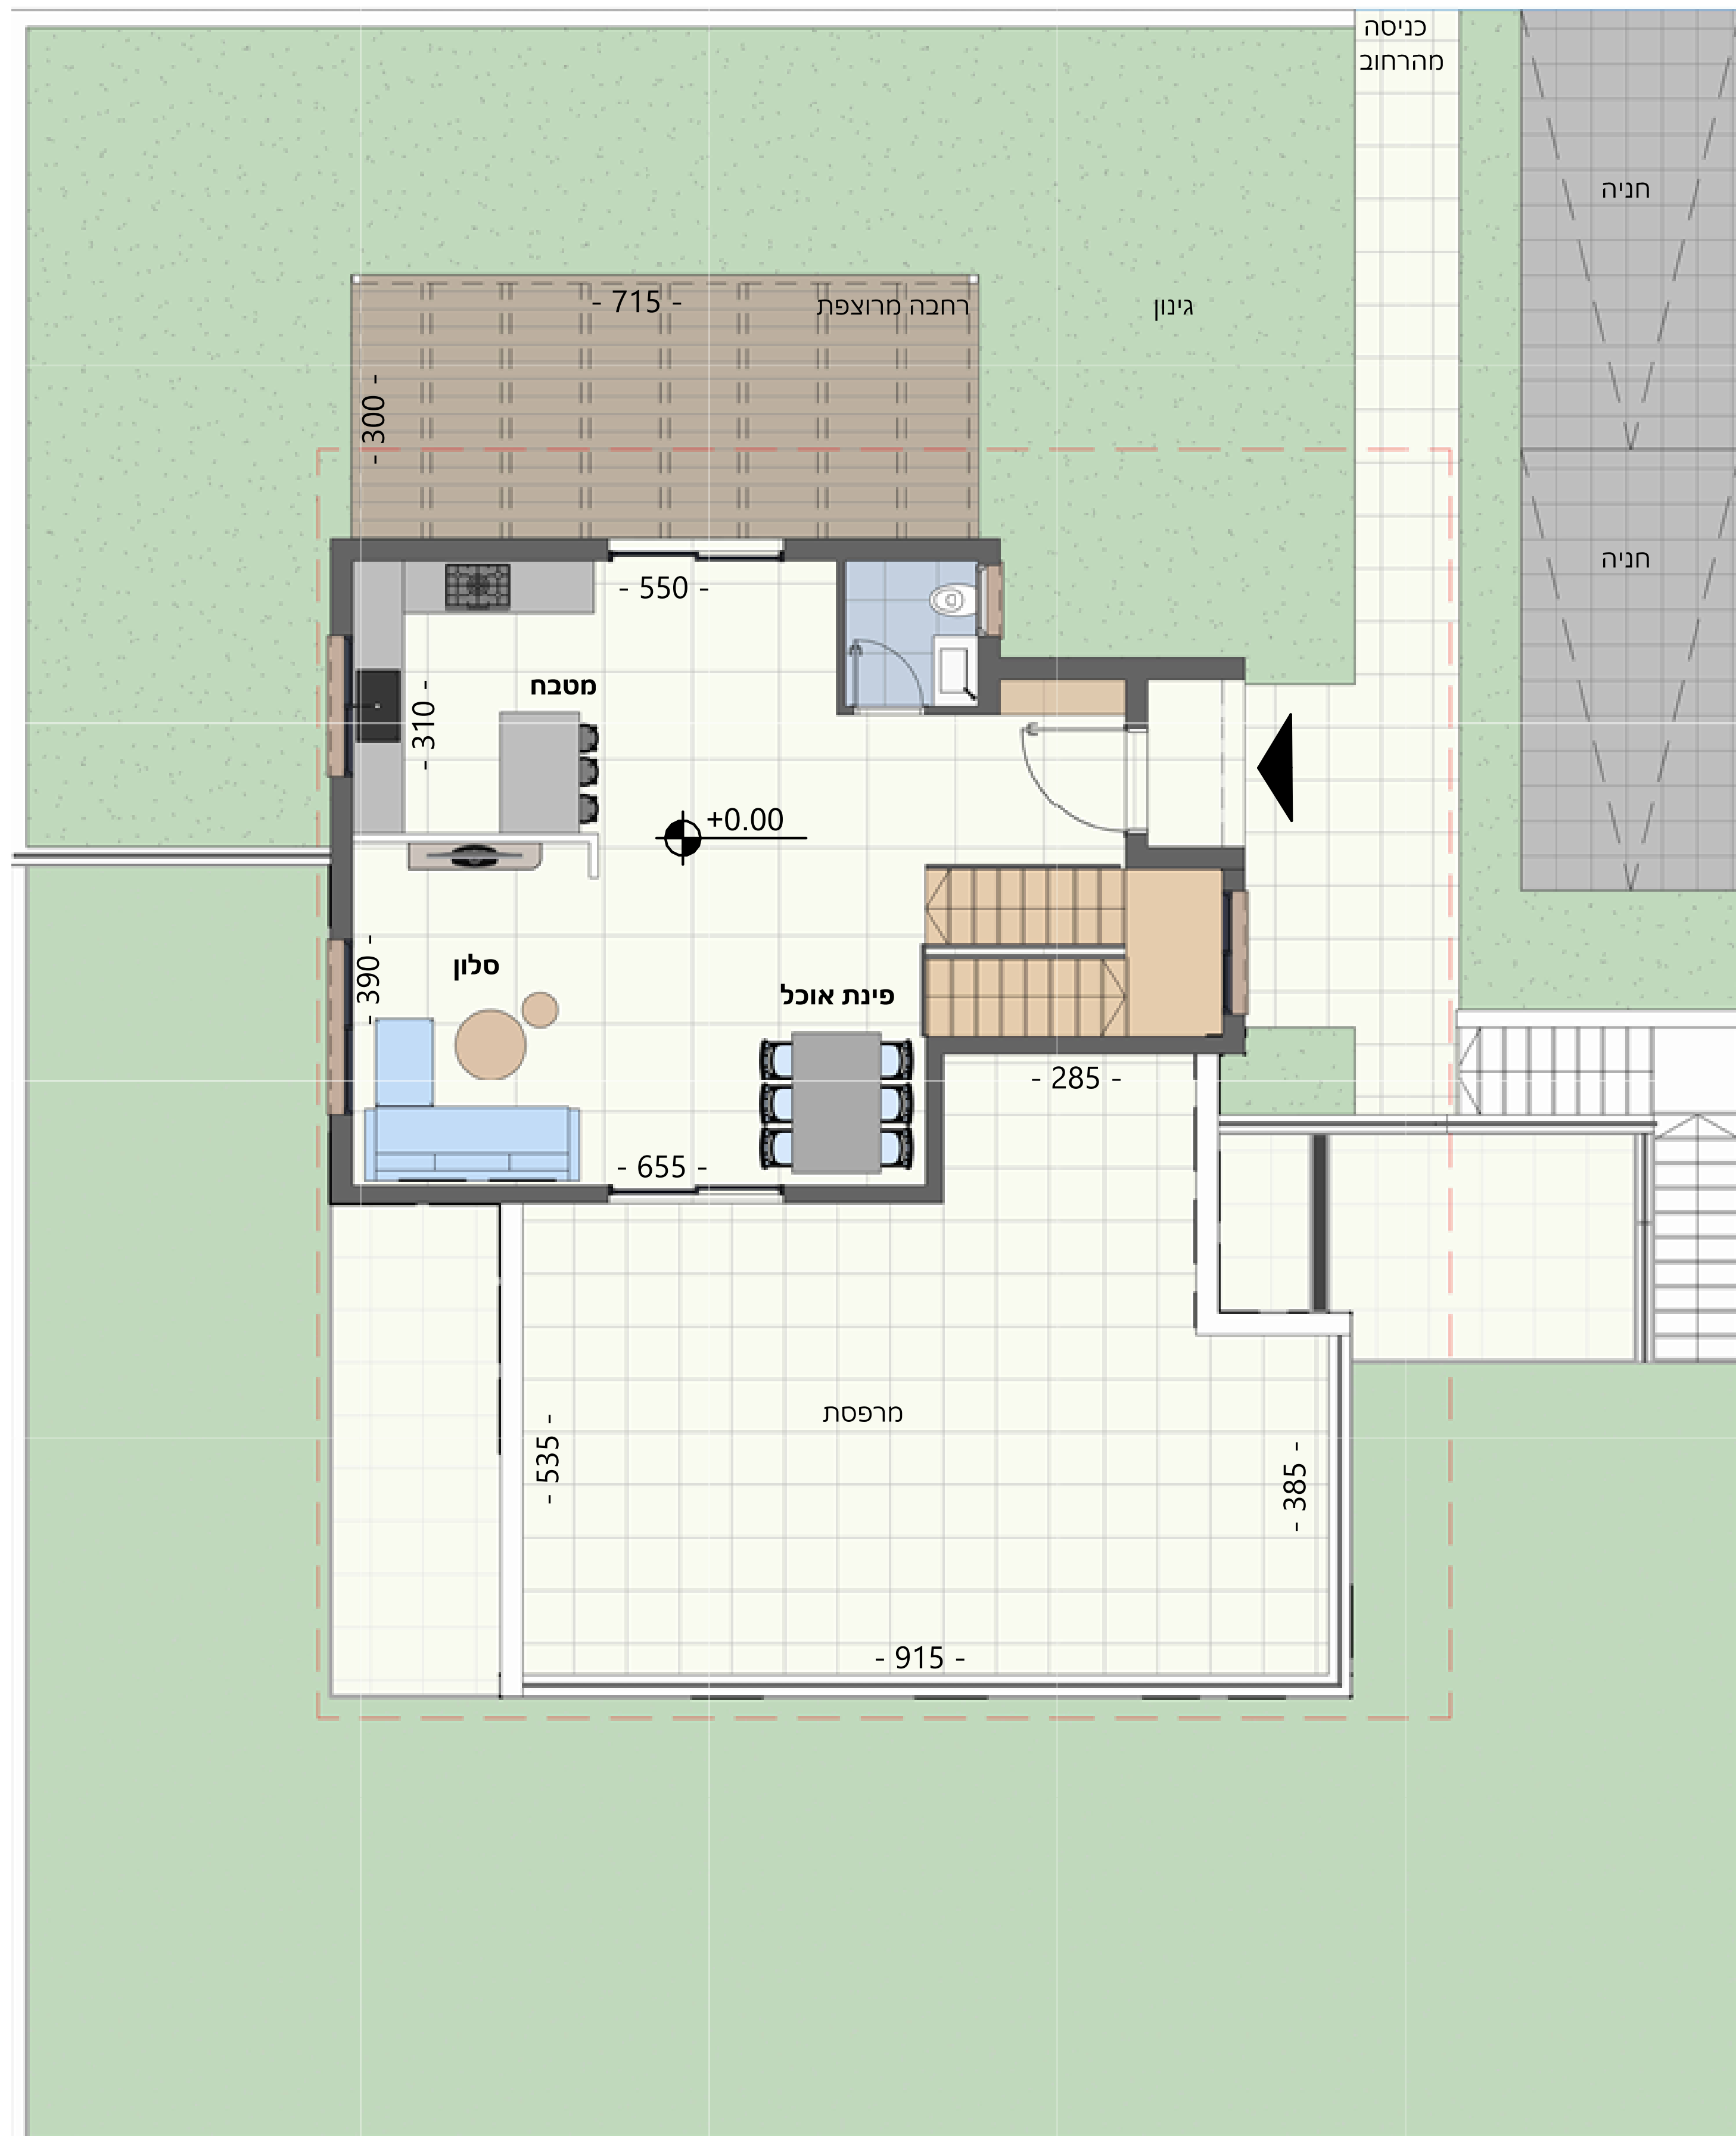 כניסה
מהרחוב
חניה
- 715 -
רחבה מרוצפת
גינון
- 300 -
חניה
- 550 -
מטבח
- 310 -
+0.00
סלון
- 390 -
פינת אוכל
- 285 -
- 655 -
מרפסת
- 535 -
- 385 -
- 915 -